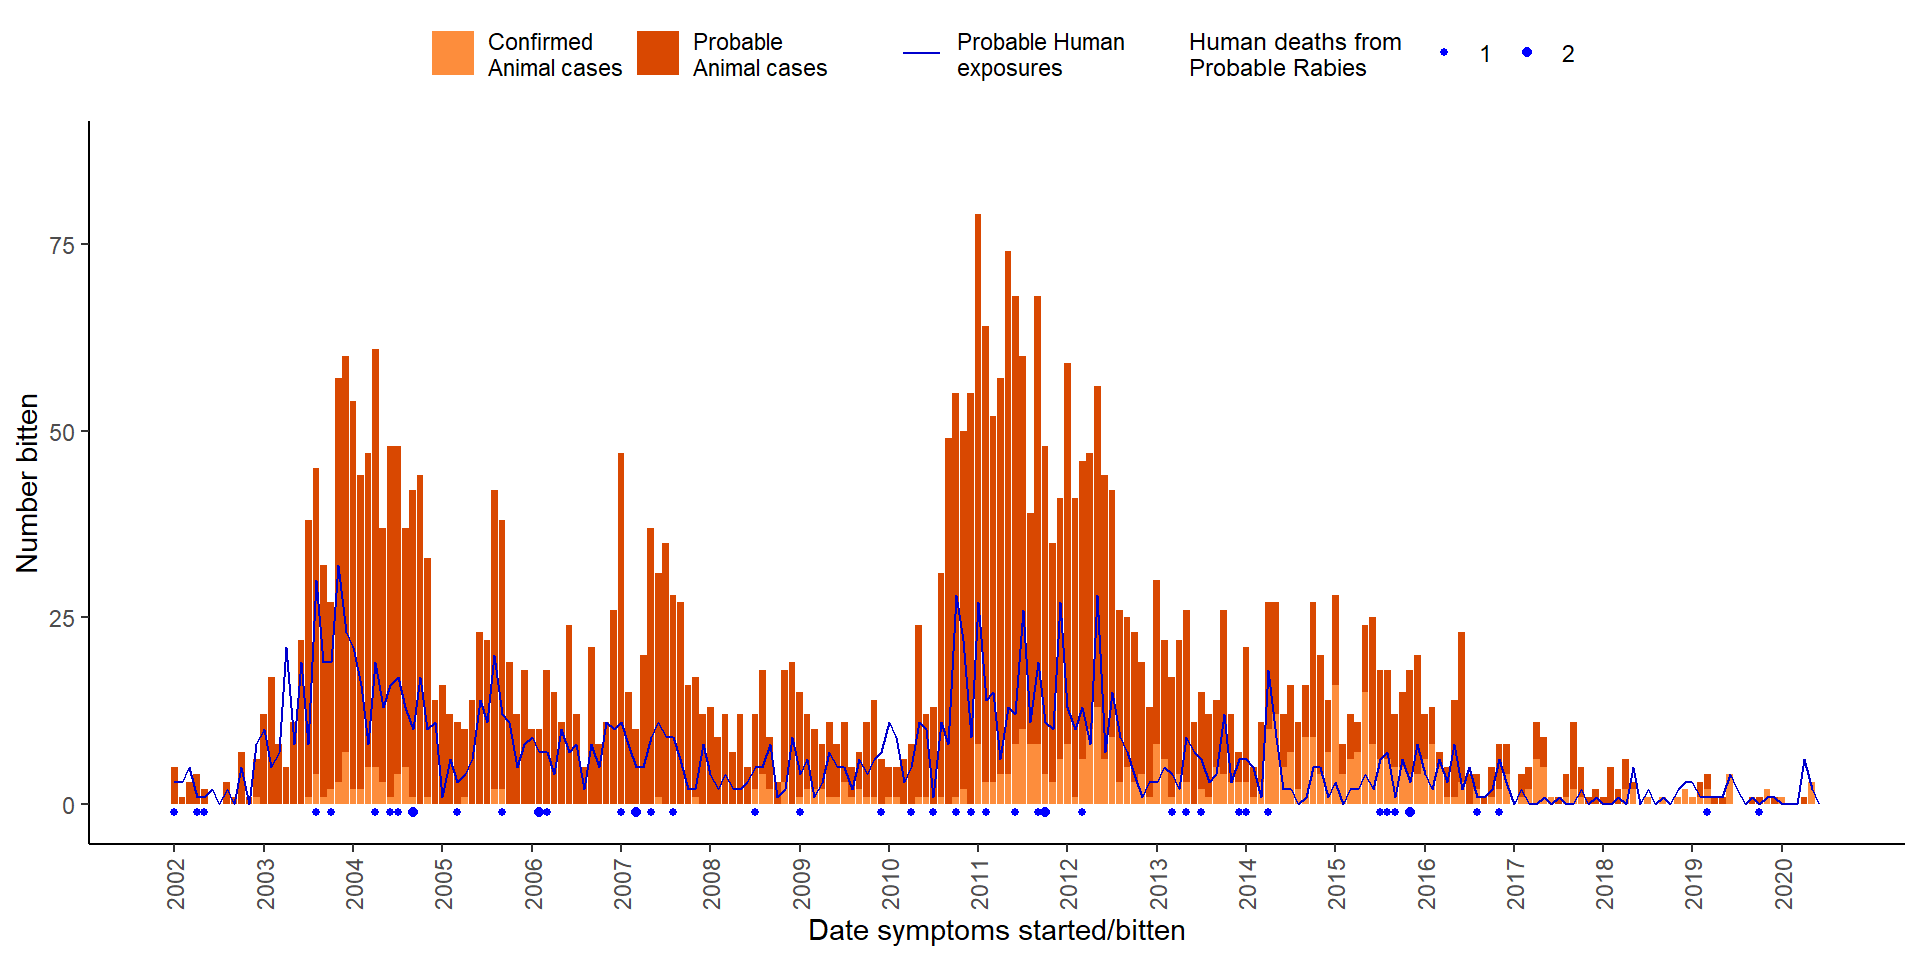 Confirmed
Animal cases
Probable
Animal cases
Probable Human
exposures
Human deaths from
Probable Rabies
1
2
Number bitten
75
50
25
0
2002
2003
2004
2005
2006
2007
2008
2009
2010
2011
2012
2013
2014
2015
2016
2017
2018
2019
2020
Date symptoms started/bitten